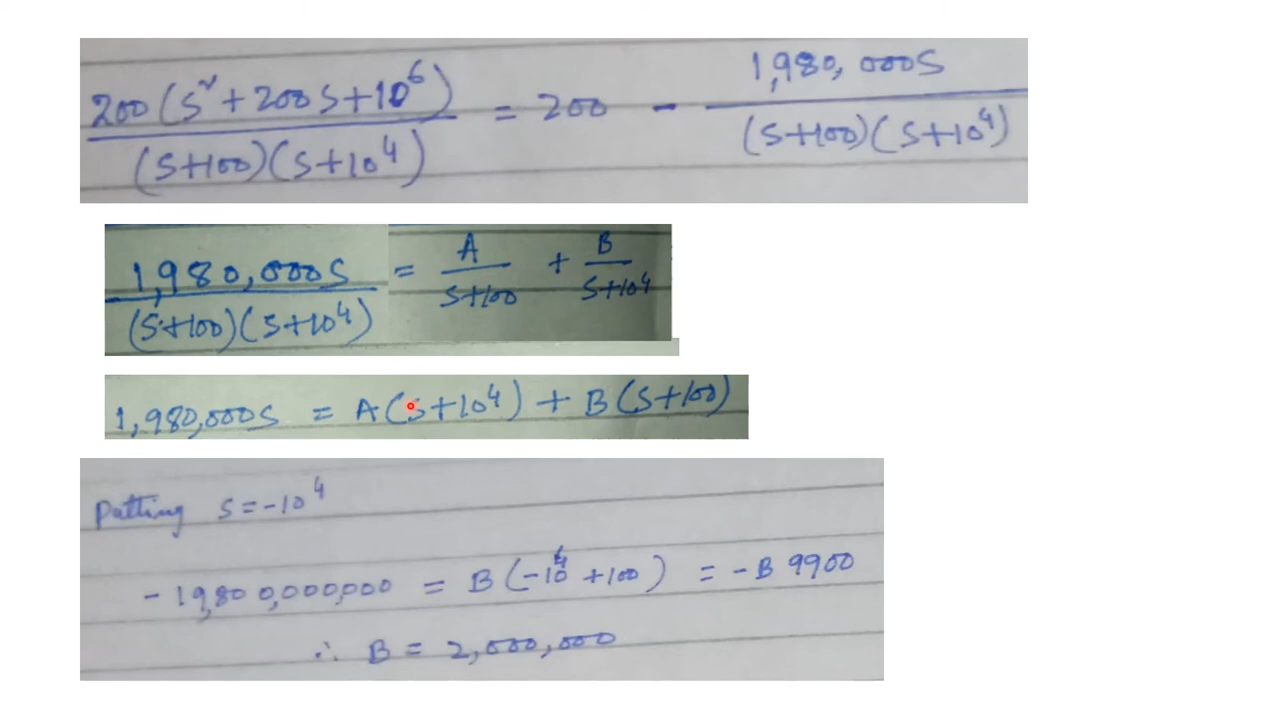 200(s²+200s+10⁶) / (s+100)(s+10⁴) = 200 - 1,980,000s / (s+100)(s+10⁴)
1,980,000s / (s+100)(s+10⁴) = A / s+100 + B / s+10⁴
1,980,000s = A(s+10⁴) + B(s+100)
Putting s=-10⁴
-19,800,000,000 = B(-10⁴+100) = -B 9900
∴ B = 2,000,000